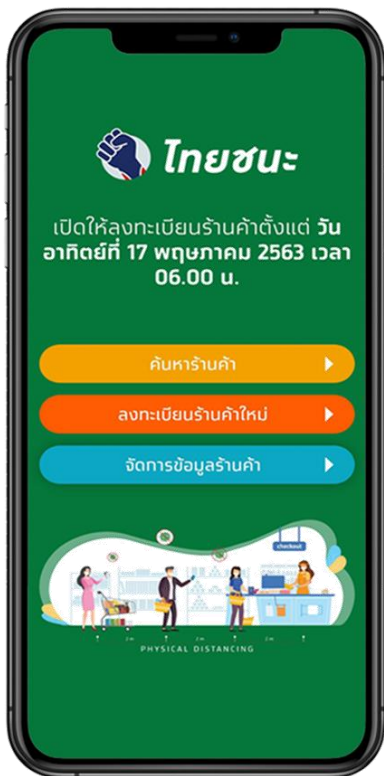 ไทยชนะ
เปิดให้ลงทะเบียนร้านค้าตั้งแต่ วัน
อาทิตย์ที่ 17 พฤษภาคม 2563 เวลา
06.00 น.
ค้นหาร้านค้า
ลงทะเบียนร้านค้าใหม่
จัดการข้อมูลร้านค้า
checkout
2 m 2 m 2 m
PHYSICAL DISTANCING